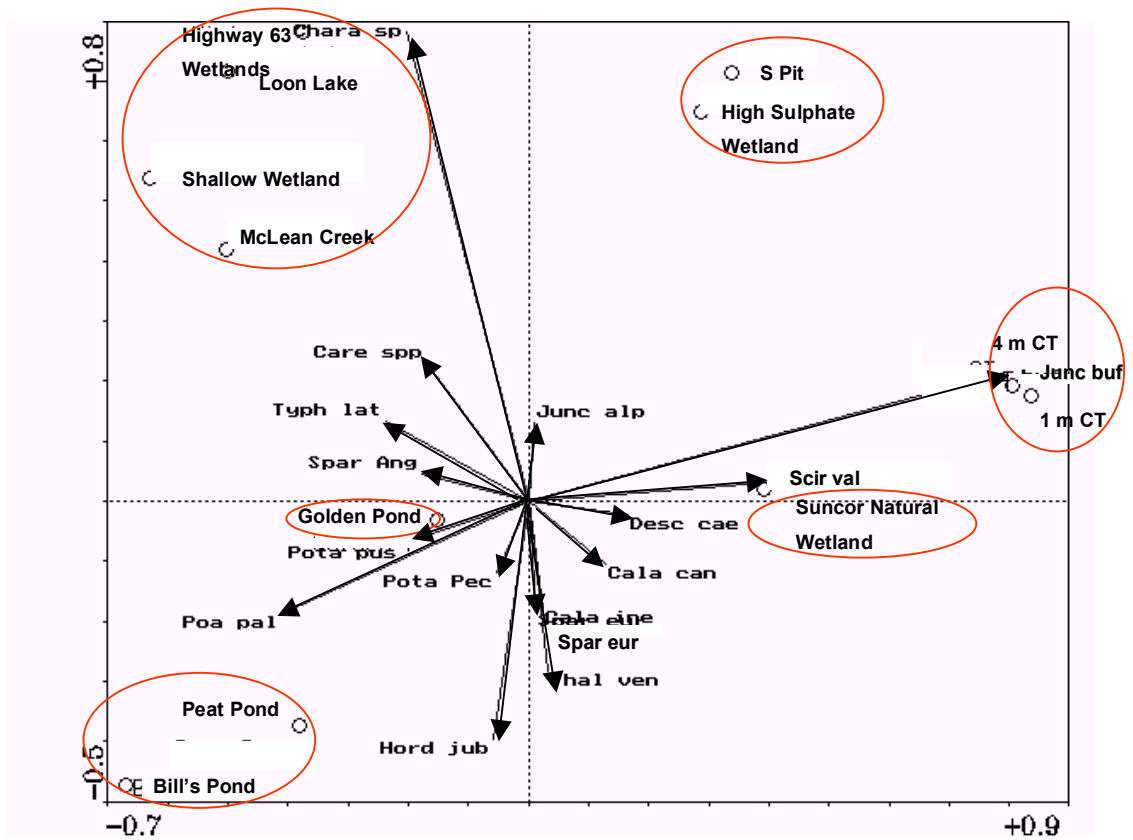 +0.8
Highway 63
Wetlands
Chara sp
Loon Lake
S Pit
High Sulphate
Wetland
Shallow Wetland
McLean Creek
4 m CT
Junc buf
1 m CT
Care spp
Typh lat
Junc alp
Spar Ang
Scir val
Golden Pond
Suncor Natural
Wetland
Desc cae
Pota pus
Pota Pec
Cala can
Poa pal
Cala ine
Spar eur
hal ven
Peat Pond
Hord jub
Bill's Pond
-0.5
-0.7
+0.9